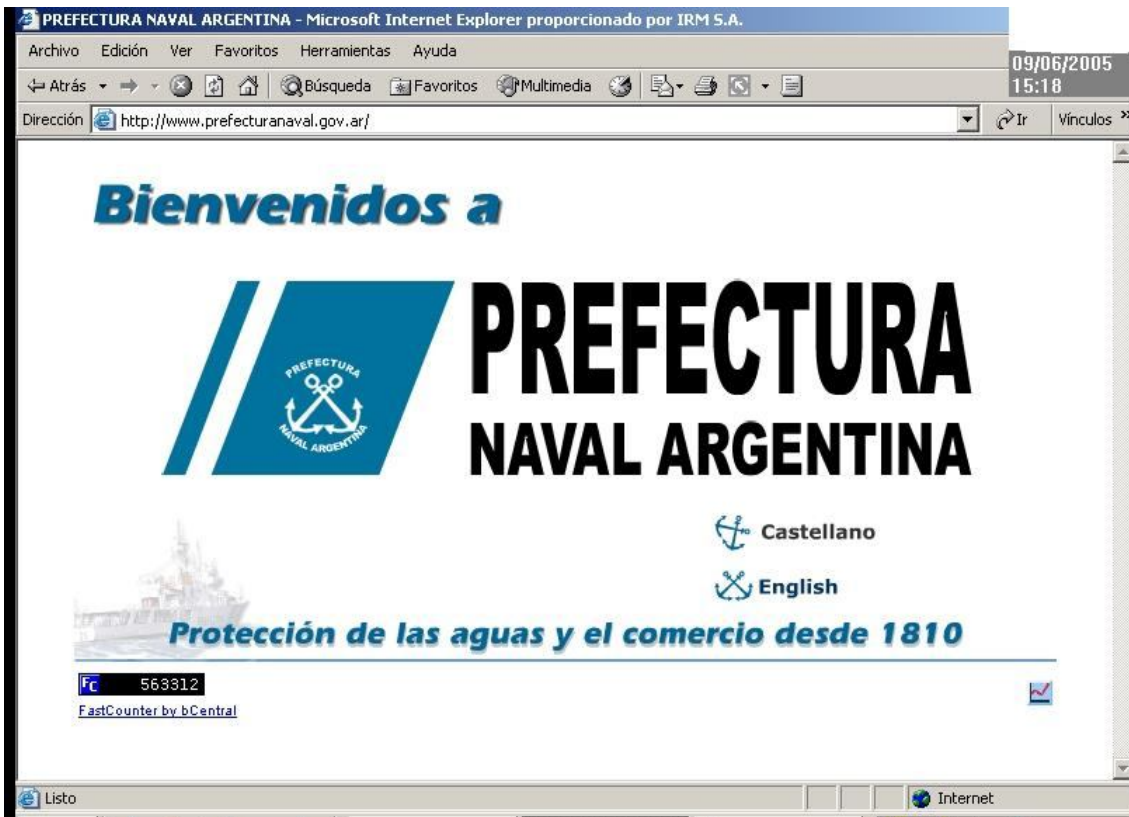 PREFECTURA NAVAL ARGENTINA - Microsoft Internet Explorer proporcionado por IRM S.A.
Archivo Edición Ver Favoritos Herramientas Ayuda
09/06/2005
15:18
Atrás Búsqueda Favoritos Multimedia
Dirección http://www.prefecturanaval.gov.ar/ Ir Vínculos »
Bienvenidos a
PREFECTURA
NAVAL ARGENTINA
PREFECTURA
NAVAL ARGENTINA
Castellano
English
Protección de las aguas y el comercio desde 1810
FC 563312
FastCounter by bCentral
Listo Internet